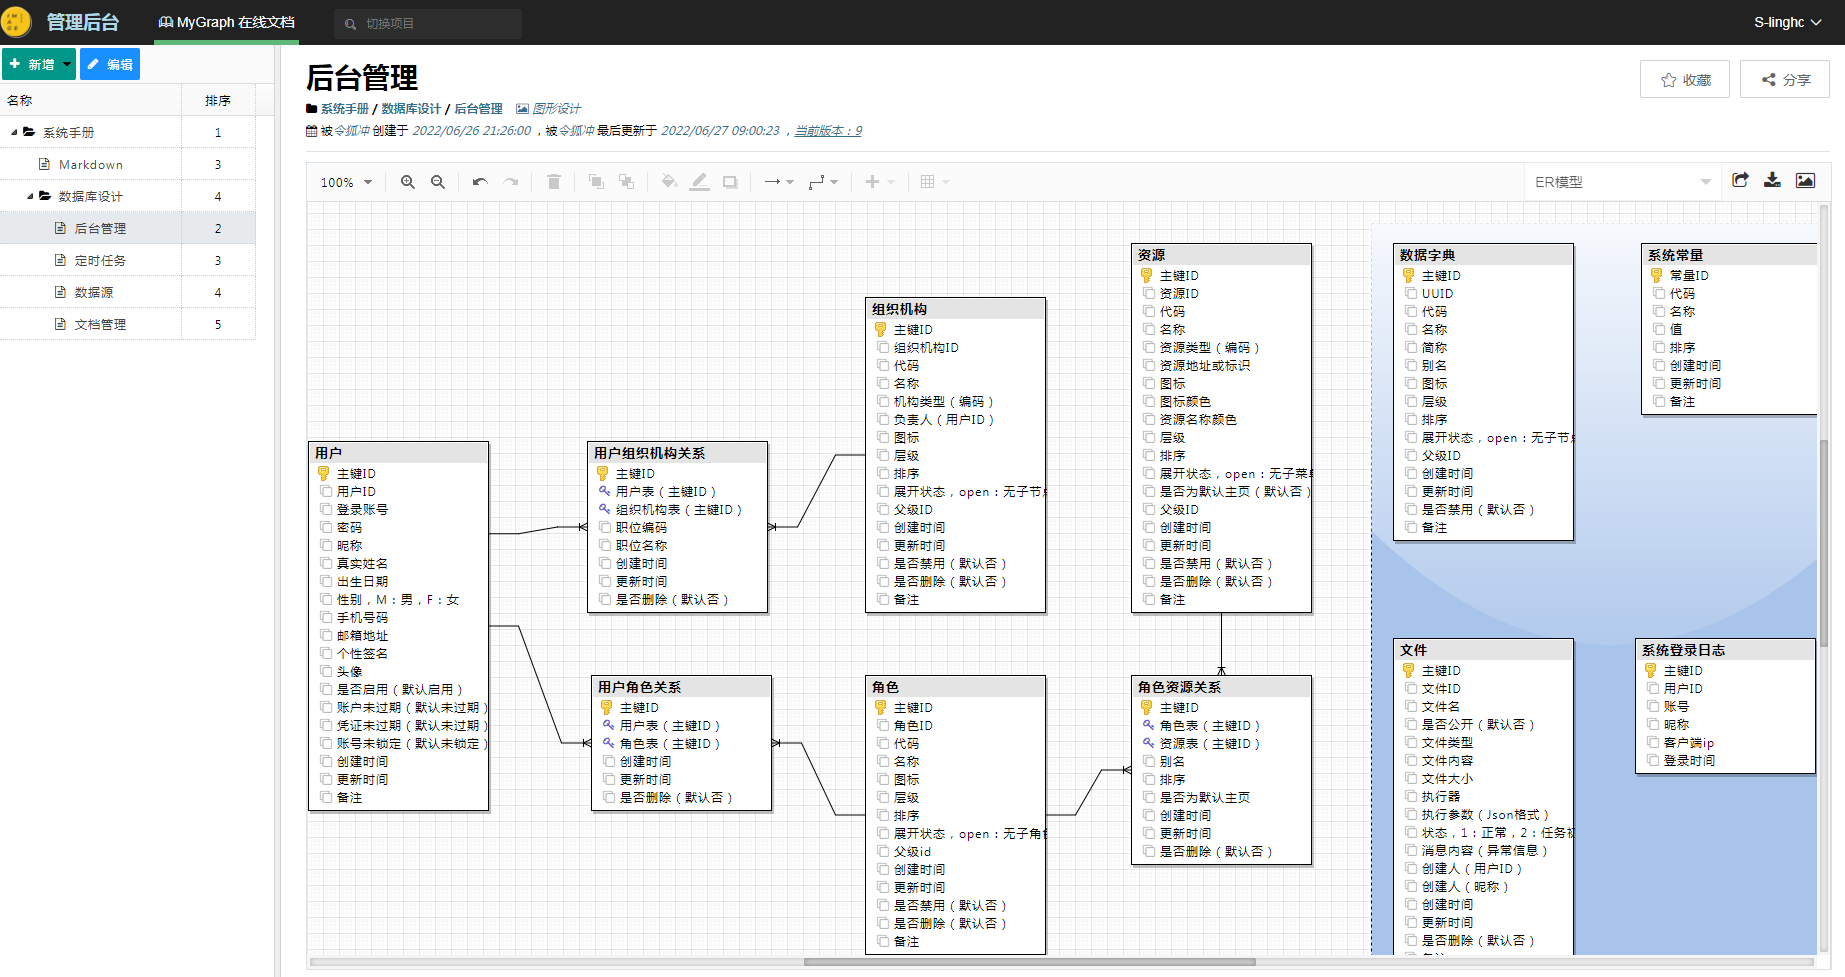 管理后台
MyGraph 在线文档
切换项目
S-linghc
新增
编辑
名称 排序
系统手册 1
Markdown 3
数据库设计 4
后台管理 2
定时任务 3
数据源 4
文档管理 5
后台管理
系统手册 / 数据库设计 / 后台管理 图形设计
被令狐冲 创建于 2022/06/26 21:26:00 ，被令狐冲 最后更新于 2022/06/27 09:00:23 ，当前版本：9
收藏
分享
100%
ER模型
用户
主键ID
用户ID
登录账号
密码
昵称
真实姓名
出生日期
性别，M：男，F：女
手机号码
邮箱地址
个性签名
头像
是否启用（默认启用）
账户未过期（默认未过期）
凭证未过期（默认未过期）
账号未锁定（默认未锁定）
创建时间
更新时间
备注
用户组织机构关系
主键ID
用户表（主键ID）
组织机构表（主键ID）
职位编码
职位名称
创建时间
更新时间
是否删除（默认否）
用户角色关系
主键ID
用户表（主键ID）
角色表（主键ID）
创建时间
更新时间
是否删除（默认否）
组织机构
主键ID
组织机构ID
代码
名称
机构类型（编码）
负责人（用户ID）
图标
层级
排序
展开状态，open：无子节点
父级ID
创建时间
更新时间
是否禁用（默认否）
是否删除（默认否）
备注
角色
主键ID
角色ID
代码
名称
图标
层级
排序
展开状态，open：无子角色
父级id
创建时间
更新时间
是否禁用（默认否）
是否删除（默认否）
备注
资源
主键ID
资源ID
代码
名称
资源类型（编码）
资源地址或标识
图标
图标颜色
资源名称颜色
层级
排序
展开状态，open：无子菜单
是否为默认主页（默认否）
父级ID
创建时间
更新时间
是否禁用（默认否）
是否删除（默认否）
备注
角色资源关系
主键ID
角色表（主键ID）
资源表（主键ID）
别名
排序
是否为默认主页
创建时间
更新时间
是否删除（默认否）
数据字典
主键ID
UUID
代码
名称
简称
别名
图标
层级
排序
展开状态，open：无子节点
父级ID
创建时间
更新时间
是否禁用（默认否）
备注
系统常量
常量ID
代码
名称
值
排序
创建时间
更新时间
备注
文件
主键ID
文件ID
文件名
是否公开（默认否）
文件类型
文件内容
文件大小
执行器
执行参数（Json格式）
状态，1：正常，2：任务初
消息内容（异常信息）
创建人（用户ID）
创建人（昵称）
创建时间
更新时间
是否删除（默认否）
系统登录日志
主键ID
用户ID
账号
昵称
客户端ip
登录时间